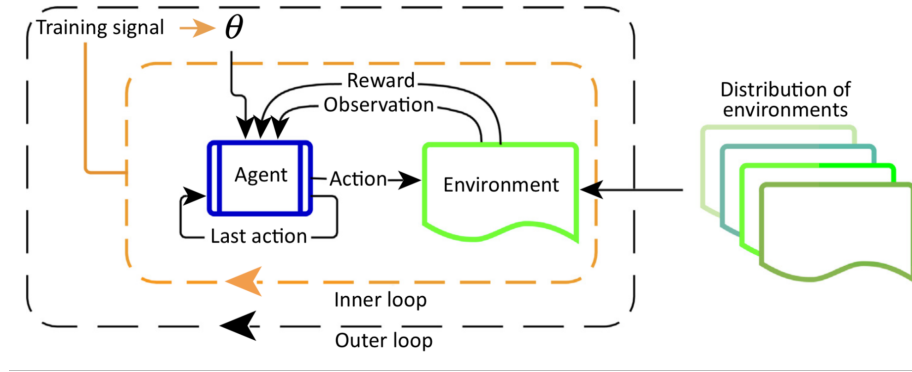 Training signal
θ
Reward
Observation
Distribution of
environments
Agent
Action
Environment
Last action
Inner loop
Outer loop